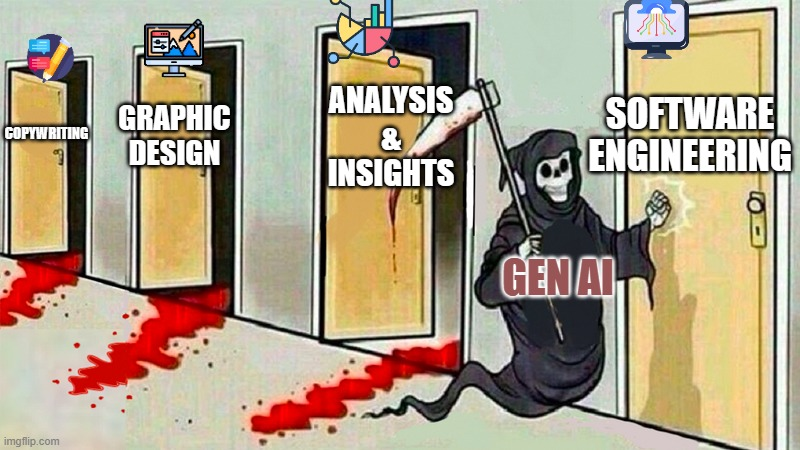 COPYWRITING
GRAPHIC
DESIGN
ANALYSIS
&
INSIGHTS
SOFTWARE
ENGINEERING
GEN AI
imgflip.com